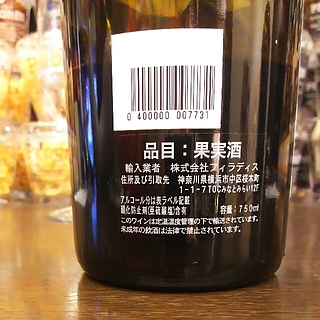 0 400000 007731
品目：果実酒
輸入業者　株式会社フィラディス
住所及び引取先　神奈川県横浜市中区桜木町
1-1-7TOCみなとみらい12F
アルコール分は表ラベル記載
酸化防止剤(亜硫酸塩)含有　容量：750ml
このワインは定温温度管理の下で輸送されています。
未成年の飲酒は法律で禁止されています。